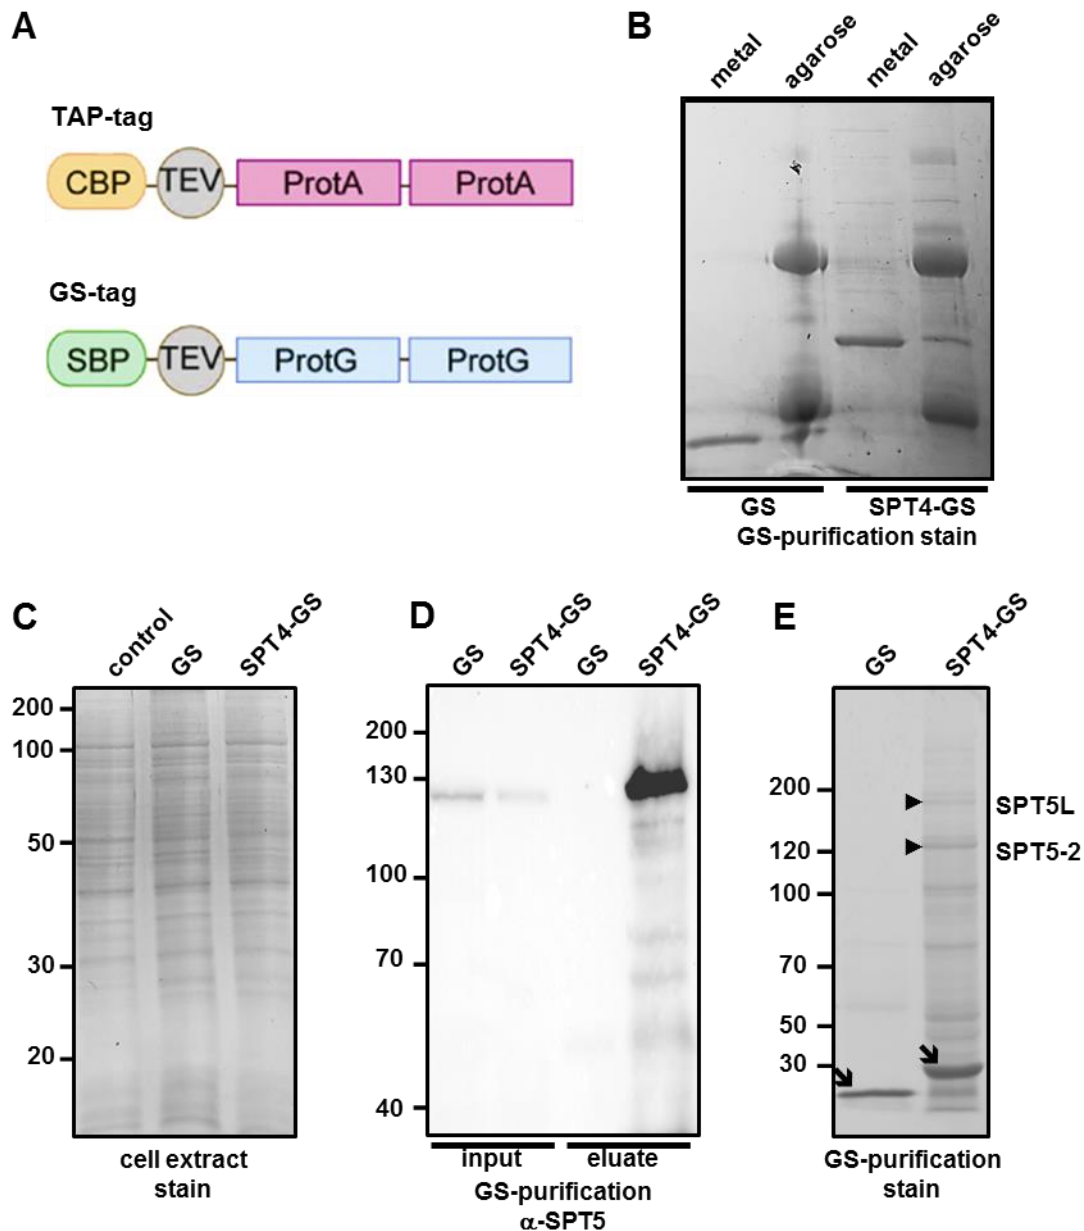 A
TAP-tag
CBP TEV ProtA ProtA
GS-tag
SBP TEV ProtG ProtG
B
metal agarose metal agarose
GS SPT4-GS
GS-purification stain
C
control GS SPT4-GS
200
100
50
30
20
cell extract
stain
D
GS SPT4-GS GS SPT4-GS
200
130
100
70
40
input eluate
GS-purification
α-SPT5
E
GS SPT4-GS
200
120
100
70
50
30
SPT5L
SPT5-2
GS-purification
stain